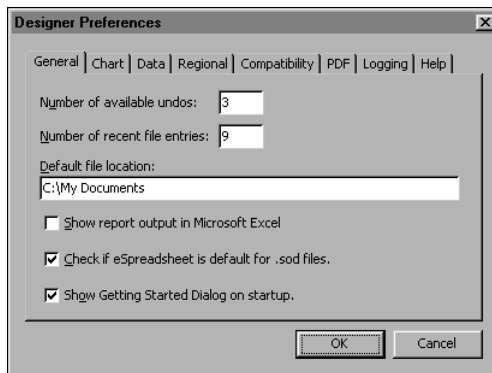 Designer Preferences
General Chart Data Regional Compatibility PDF Logging Help
Number of available undos: 3
Number of recent file entries: 9
Default file location:
C:\My Documents
Show report output in Microsoft Excel
Check if eSpreadsheet is default for .sod files.
Show Getting Started Dialog on startup.
OK Cancel